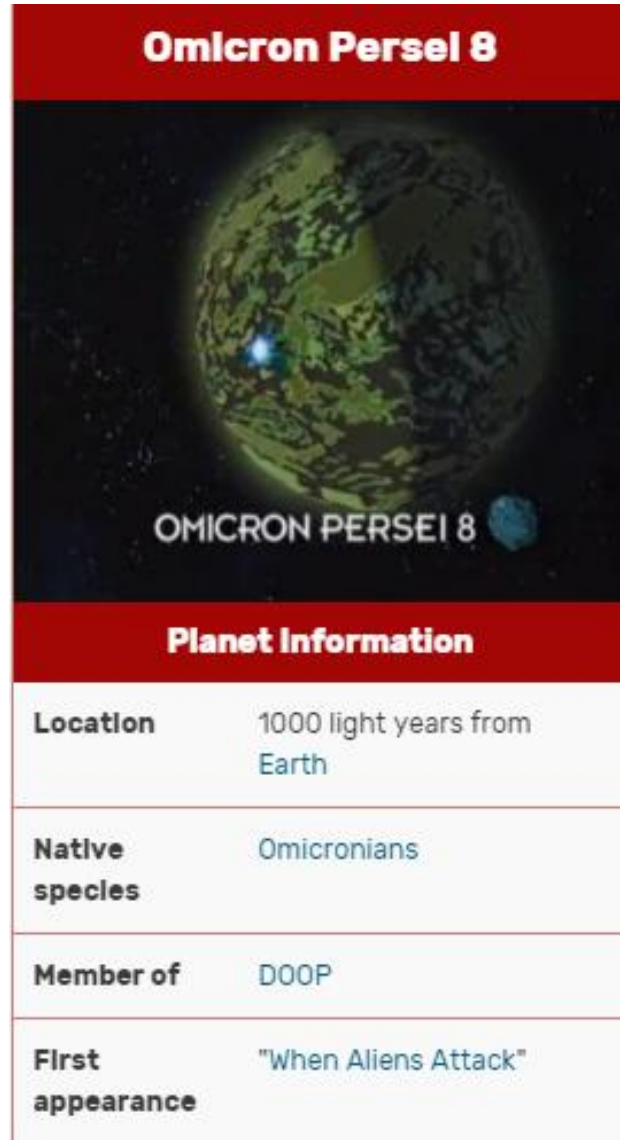 Omicron Persei 8
OMICRON PERSEI 8
Planet Information
Location
1000 light years from
Earth
Native
species
Omicronians
Member of
DOOP
First
appearance
"When Aliens Attack"